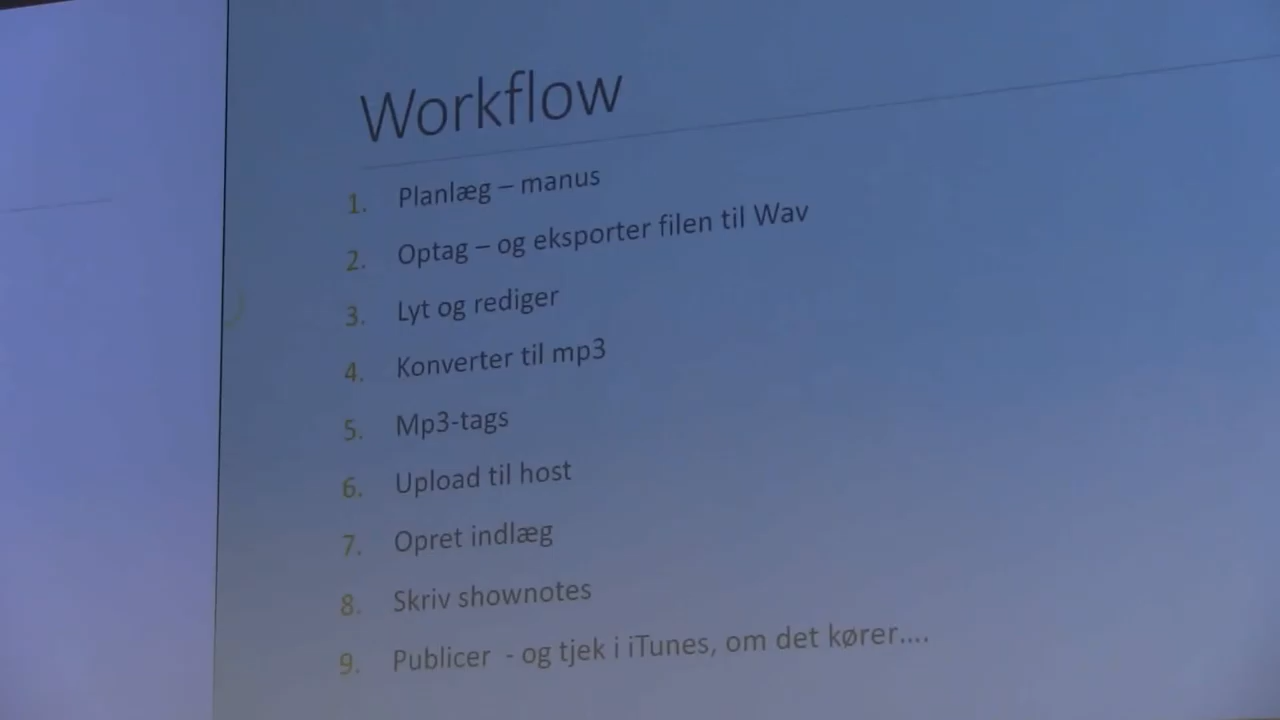 Workflow
1. Planlæg – manus
2. Optag – og eksporter filen til Wav
3. Lyt og rediger
4. Konverter til mp3
5. Mp3-tags
6. Upload til host
7. Opret indlæg
8. Skriv shownotes
9. Publicer - og tjek i iTunes, om det kører....